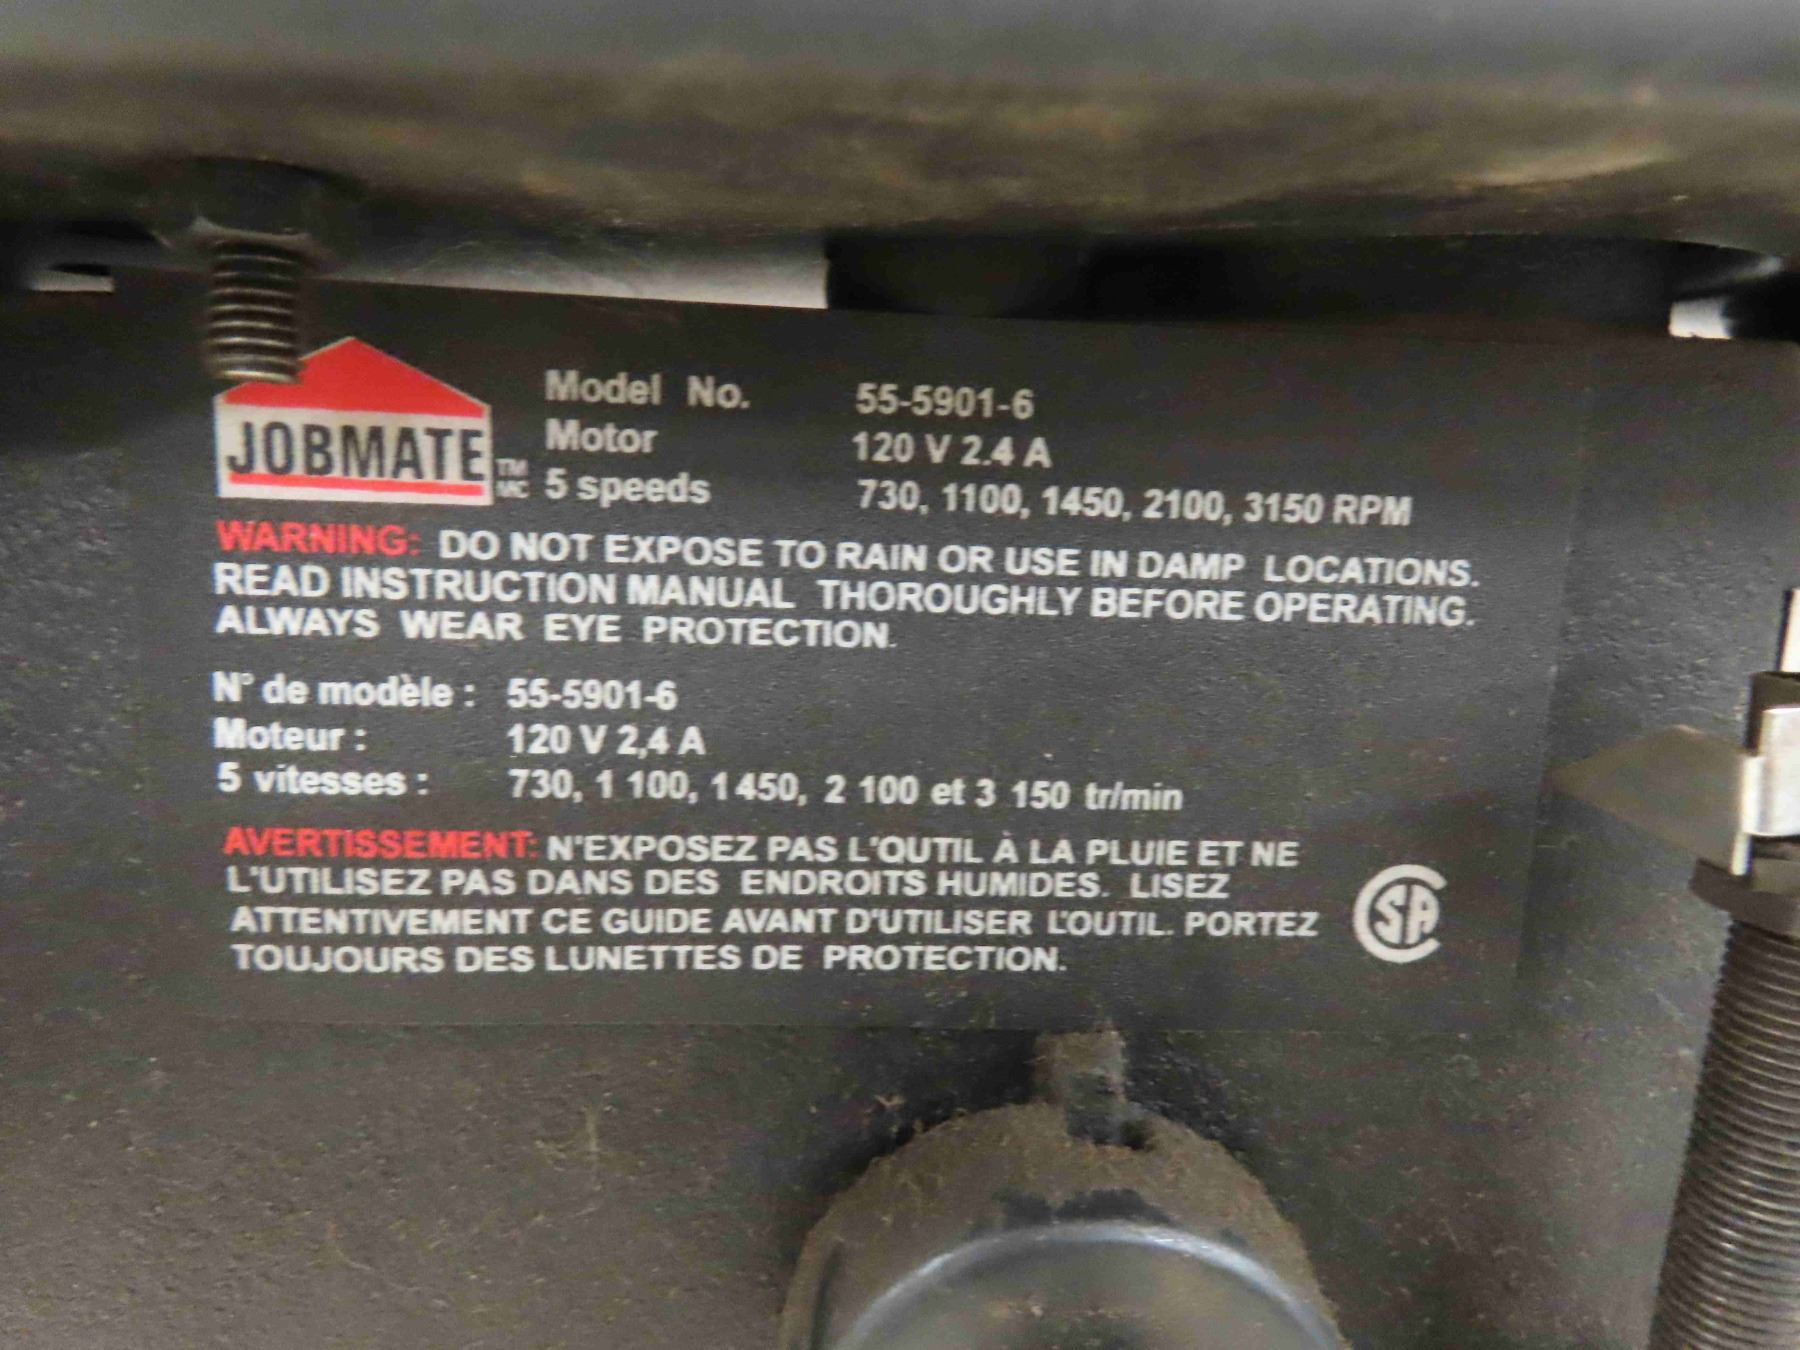 JOBMATE TM MC
Model No. 55-5901-6
Motor 120 V 2.4 A
5 speeds 730, 1100, 1450, 2100, 3150 RPM
WARNING: DO NOT EXPOSE TO RAIN OR USE IN DAMP LOCATIONS.
READ INSTRUCTION MANUAL THOROUGHLY BEFORE OPERATING.
ALWAYS WEAR EYE PROTECTION.
N° de modèle : 55-5901-6
Moteur : 120 V 2,4 A
5 vitesses : 730, 1 100, 1 450, 2 100 et 3 150 tr/min
AVERTISSEMENT: N'EXPOSEZ PAS L'OUTIL À LA PLUIE ET NE
L'UTILISEZ PAS DANS DES ENDROITS HUMIDES. LISEZ
ATTENTIVEMENT CE GUIDE AVANT D'UTILISER L'OUTIL. PORTEZ
TOUJOURS DES LUNETTES DE PROTECTION.
CSA